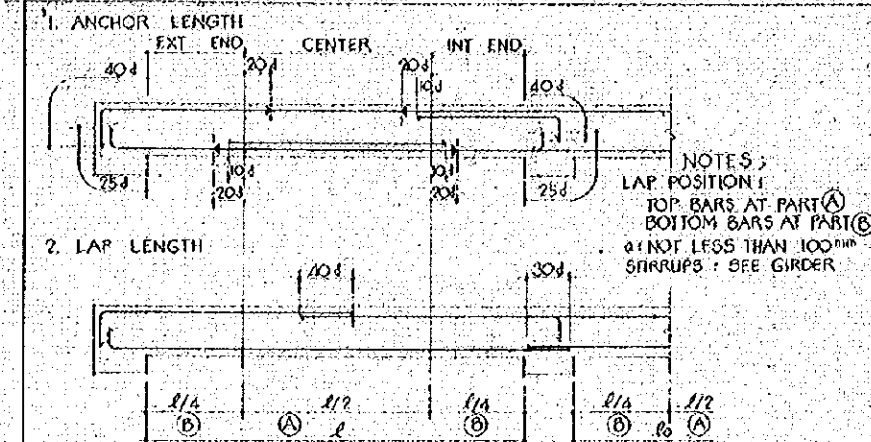 1. ANCHOR LENGTH
EXT END CENTER INT END
40d 20d 20d 40d
10d
25d 10d 10d 25d
20d 20d
NOTES;
LAP POSITION:
TOP BARS AT PART Ⓐ
BOTTOM BARS AT PART Ⓑ
a: NOT LESS THAN 100mm
STIRRUPS : SEE GIRDER
2. LAP LENGTH
40d 30d
l/4 l/2 l/4 l/4 l/2
Ⓑ Ⓐ l Ⓑ Ⓑ lo Ⓐ